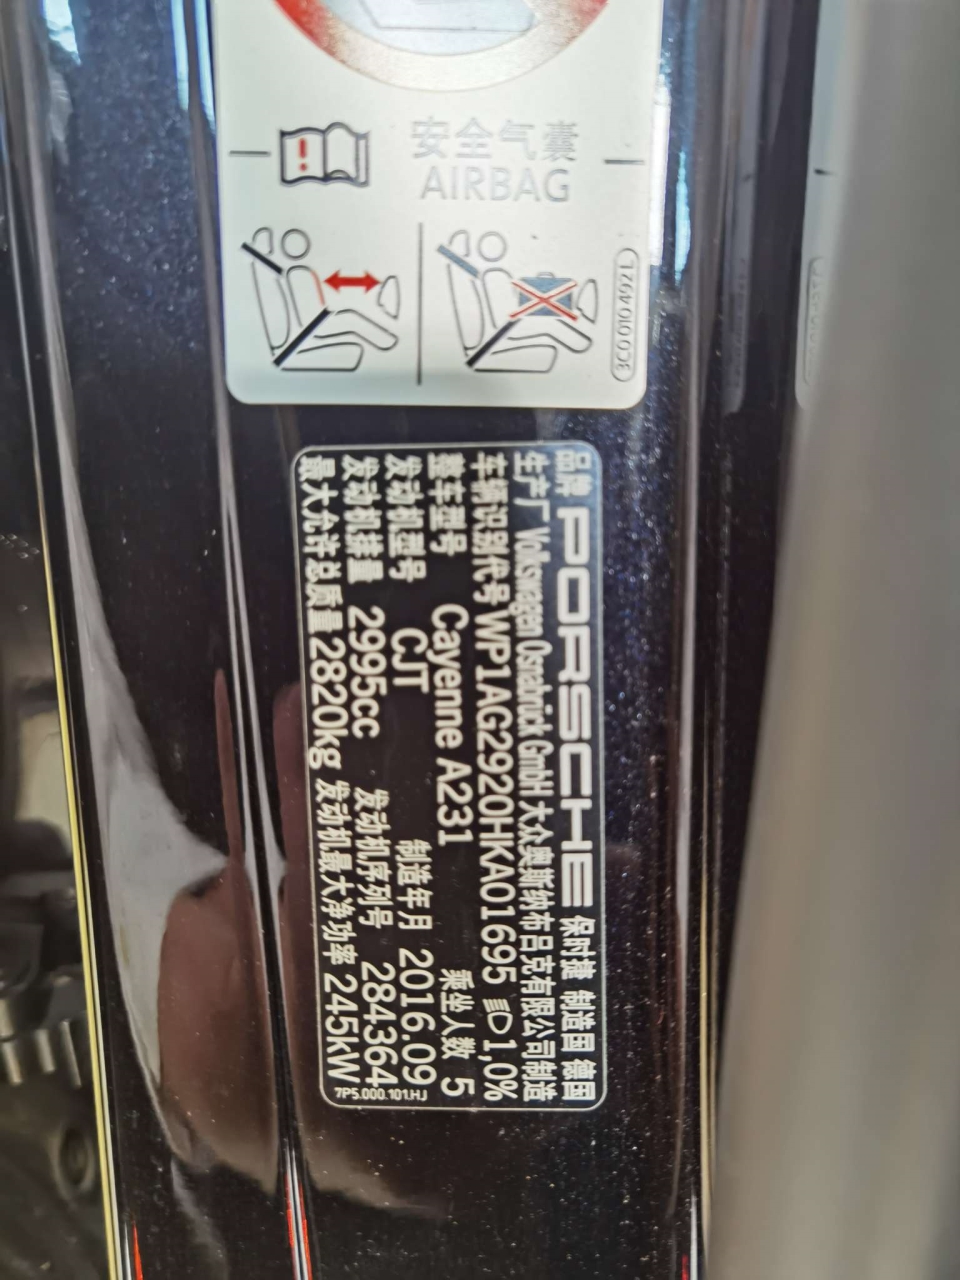 安全气囊
AIRBAG
3C0.010.492 L
品牌 PORSCHE 保时捷 制造国 德国
生产厂 Volkswagen Osnabrück GmbH 大众奥斯纳布吕克有限公司制造
车辆识别代号 WP1AG2920HKA01695 1,0%
整车型号 Cayenne A231 乘坐人数 5
发动机型号 CJT 制造年月 2016.09
发动机排量 2995cc 发动机序列号 284364
最大允许总质量 2820kg 发动机最大净功率 245kW
7P5.000.101.HJ